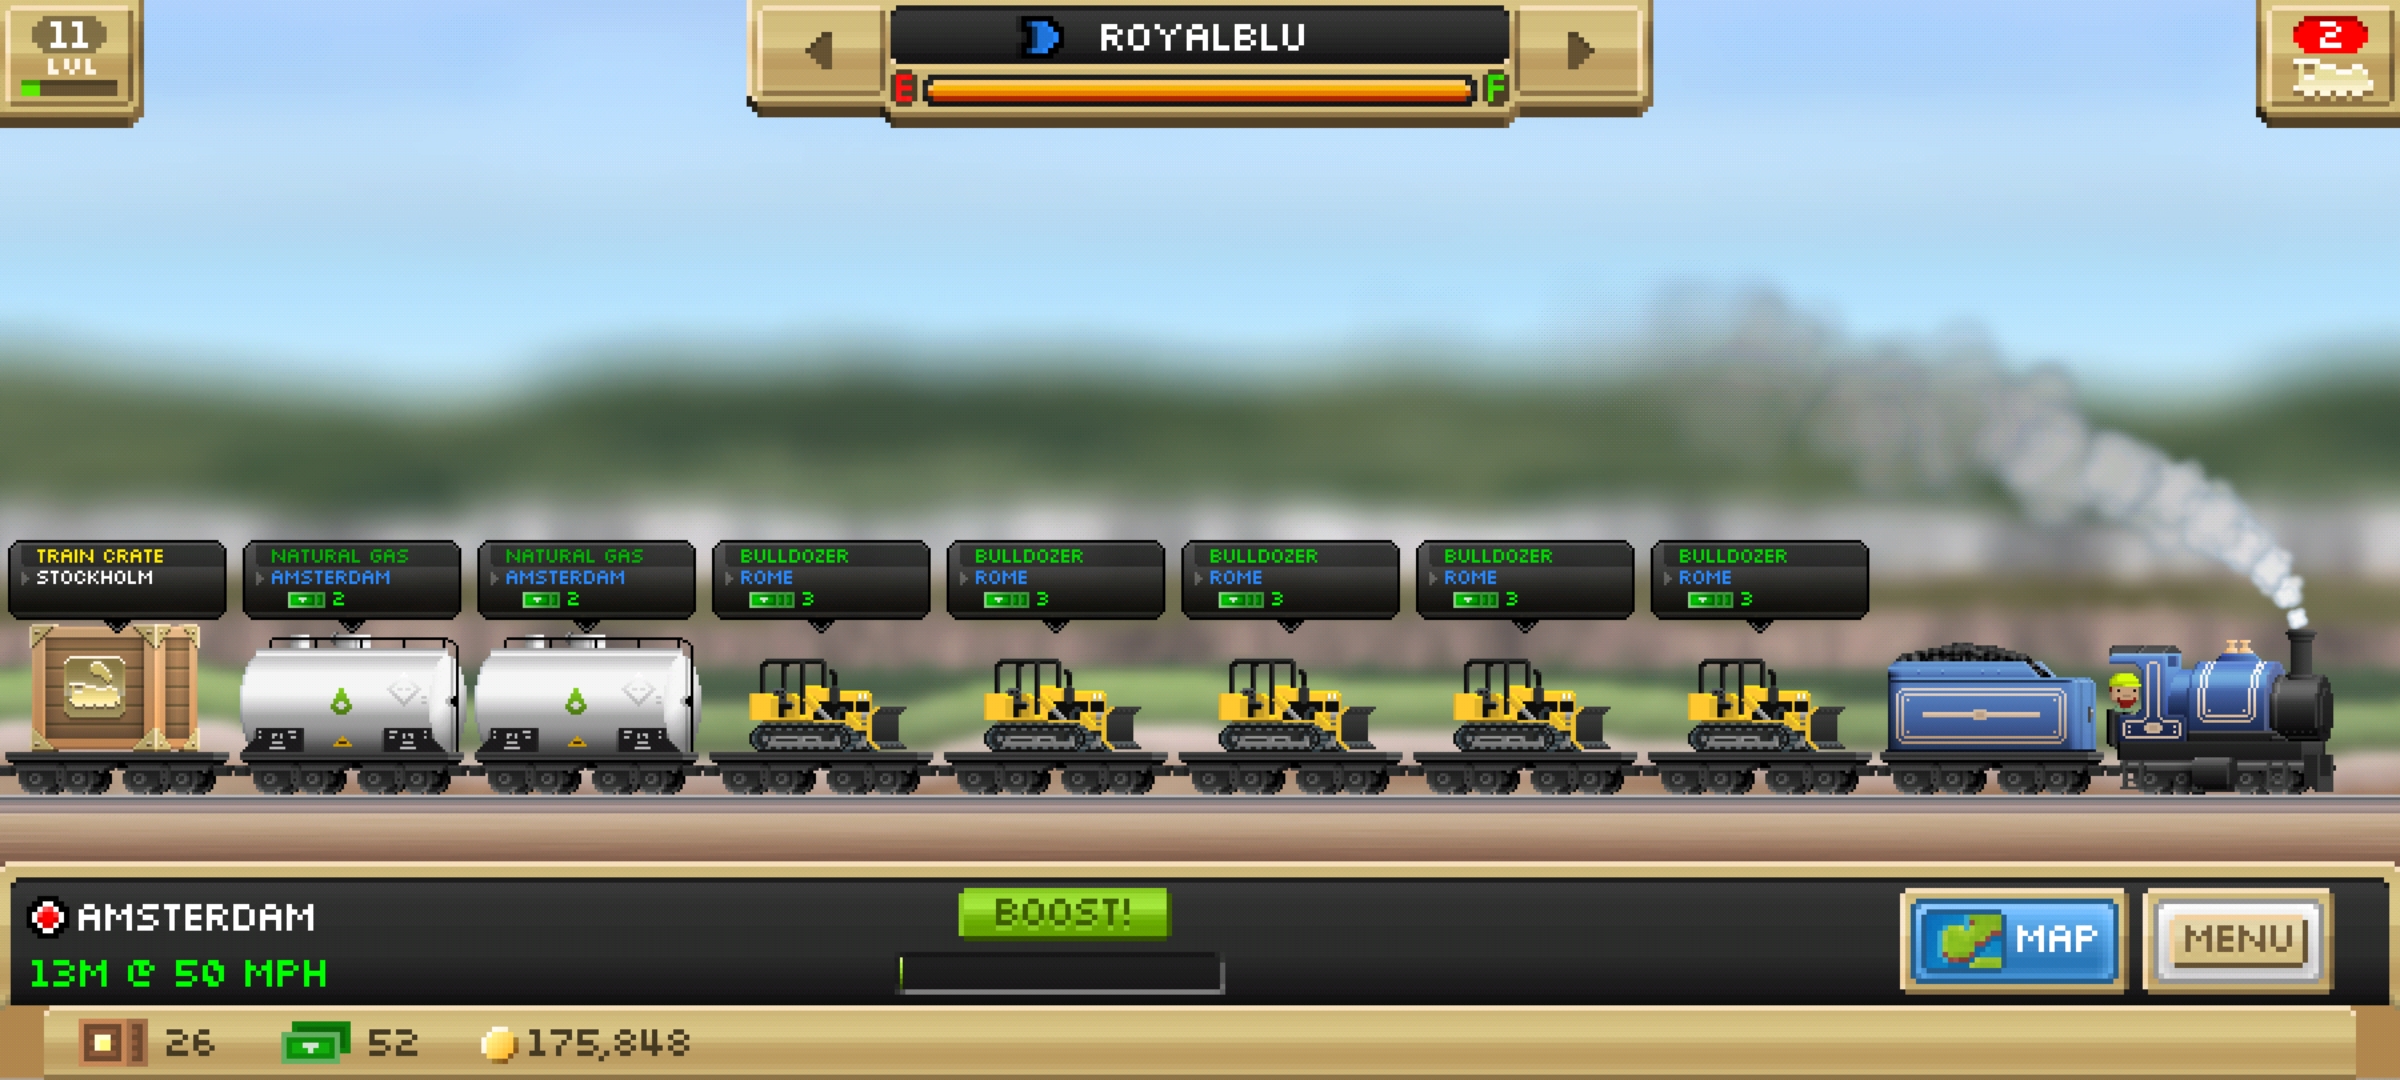 11
LVL
ROYALBLU
E F
2
TRAIN CRATE
STOCKHOLM
NATURAL GAS
AMSTERDAM
2
NATURAL GAS
AMSTERDAM
2
BULLDOZER
ROME
3
BULLDOZER
ROME
3
BULLDOZER
ROME
3
BULLDOZER
ROME
3
BULLDOZER
ROME
3
AMSTERDAM
13M @ 50 MPH
BOOST!
MAP
MENU
26 52 175,848